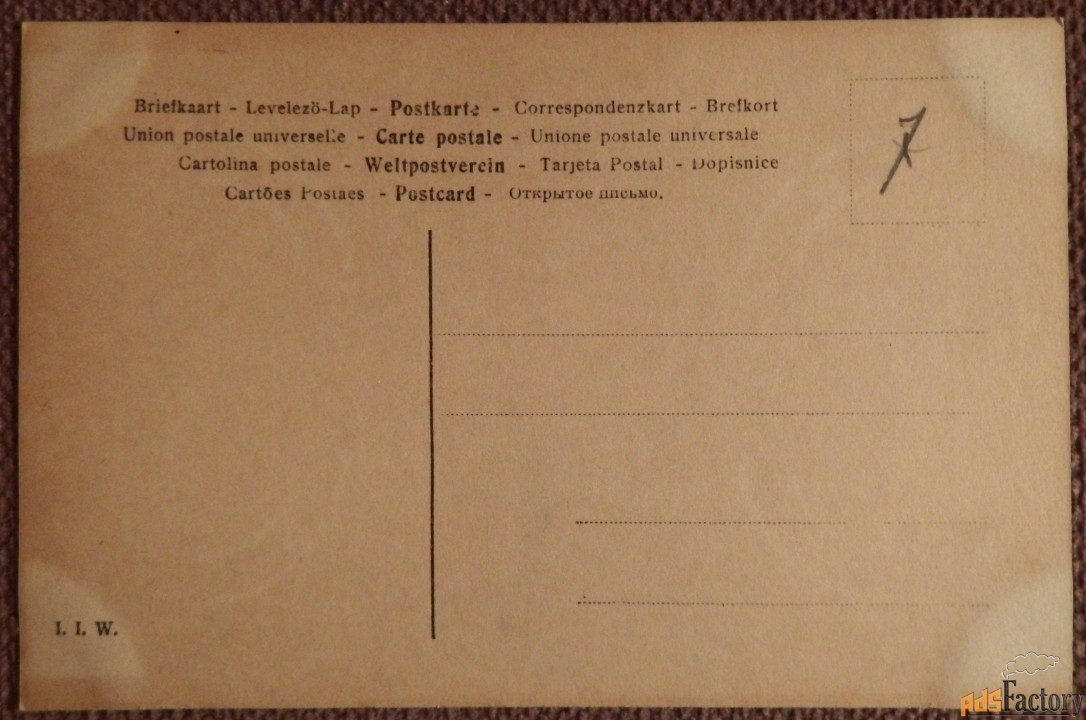 Briefkaart - Levelezö-Lap - Postkarte - Correspondenzkart - Brefkort
Union postale universelle - Carte postale - Unione postale universale
Cartolina postale - Weltpostverein - Tarjeta Postal - Dopisnice
Cartões Postaes - Postcard - Открытое письмо.
7
I. I. W.
AdsFactory